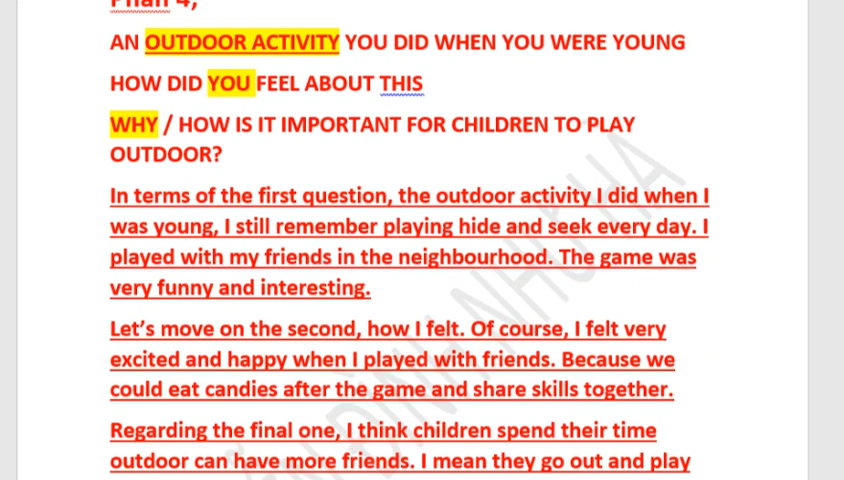 Phần 4,
AN OUTDOOR ACTIVITY YOU DID WHEN YOU WERE YOUNG
HOW DID YOU FEEL ABOUT THIS
WHY / HOW IS IT IMPORTANT FOR CHILDREN TO PLAY
OUTDOOR?
In terms of the first question, the outdoor activity I did when I
was young, I still remember playing hide and seek every day. I
played with my friends in the neighbourhood. The game was
very funny and interesting.
Let’s move on the second, how I felt. Of course, I felt very
excited and happy when I played with friends. Because we
could eat candies after the game and share skills together.
Regarding the final one, I think children spend their time
outdoor can have more friends. I mean they go out and play